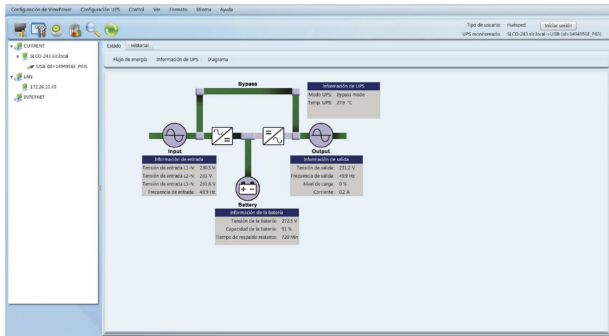 Configuración de ViewPower Configuración UPS Control Ver Formato Idioma Ayuda
Tipo de usuario: Huésped Iniciar sesión
UPS monitoreado: SLCO-243.slc.local->USB (id=1494956E_P03)
CURRENT
SLCO-243.slc.local
USB (id=1494956E_P03)
LAN
172.26.10.43
INTERNET
Estado Historial
Flujo de energía Información de UPS Diagrama
Bypass
Información de UPS
Modo UPS: Bypass mode
Temp. UPS: 27.9 °C
Input
Output
Información de entrada
Tensión de entrada L1-N: 230.5 V
Tensión de entrada L2-N: 231 V
Tensión de entrada L3-N: 231.6 V
Frecuencia de entrada: 49.9 Hz
Información de salida
Tensión de salida: 231.2 V
Frecuencia de salida: 49.9 Hz
Nivel de carga: 0 %
Corriente: 0.2 A
Battery
Información de la batería
Tensión de la batería: 272.5 V
Capacidad de la batería: 91 %
Tiempo de respaldo restante: 720 Min